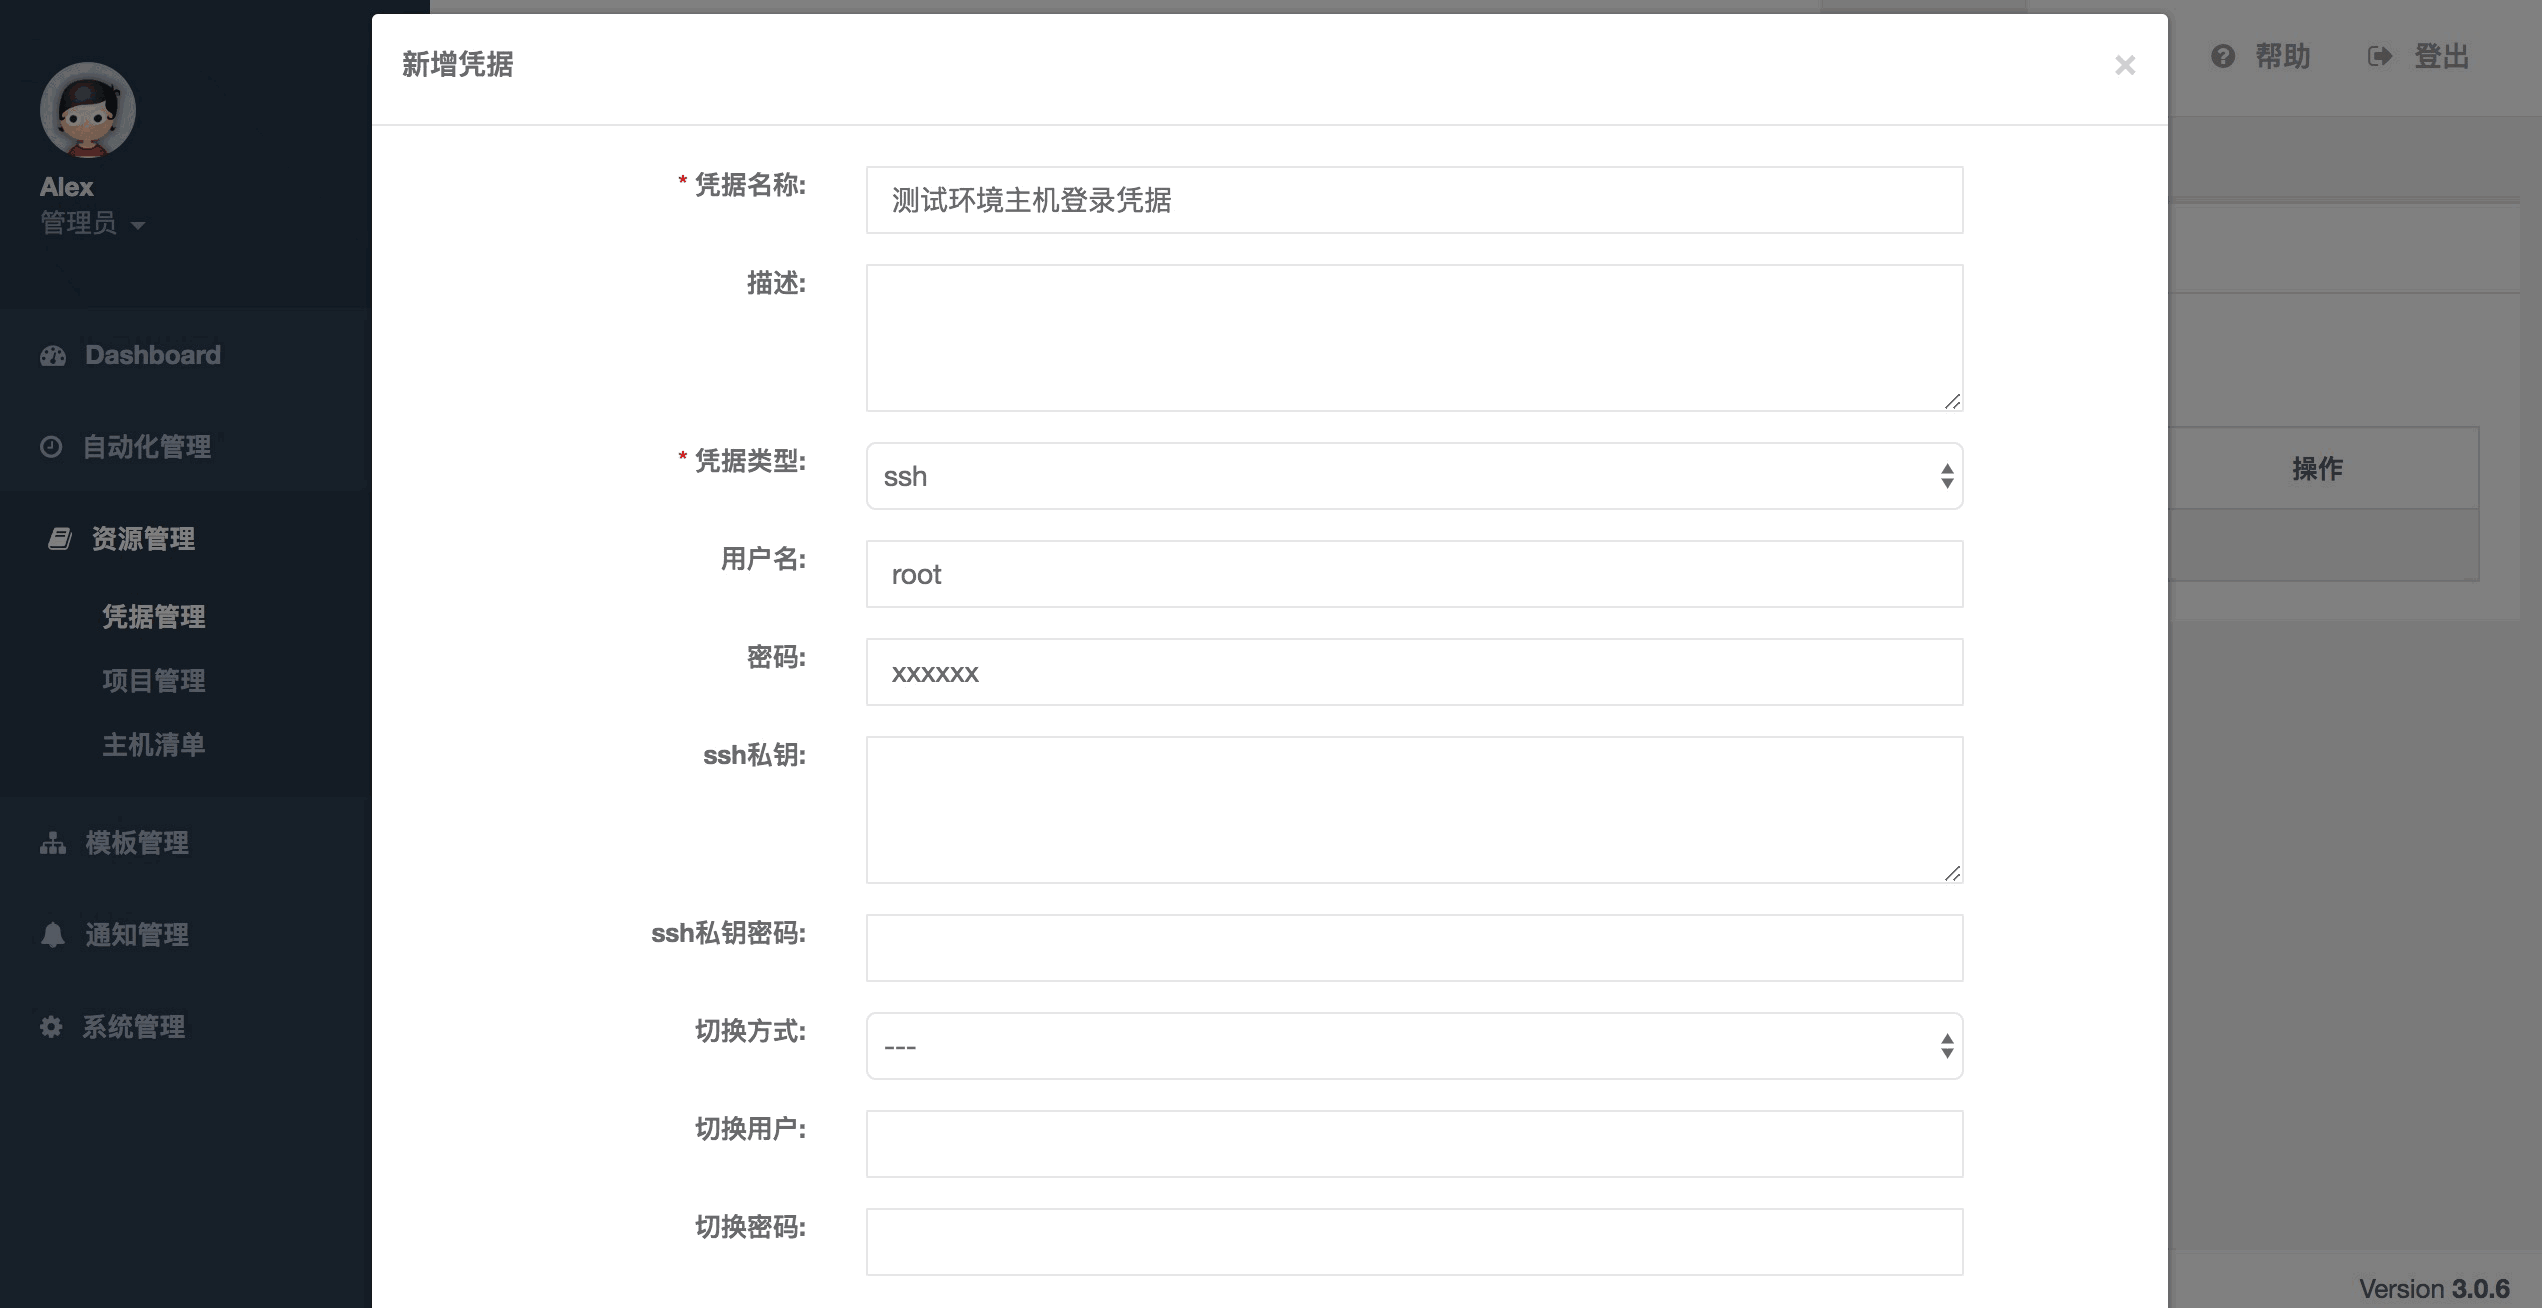 Alex
管理员
Dashboard
自动化管理
资源管理
凭据管理
项目管理
主机清单
模板管理
通知管理
系统管理
新增凭据
×
* 凭据名称:
测试环境主机登录凭据
描述:
* 凭据类型:
ssh
用户名:
root
密码:
xxxxxx
ssh私钥:
ssh私钥密码:
切换方式:
---
切换用户:
切换密码:
帮助
登出
操作
Version 3.0.6